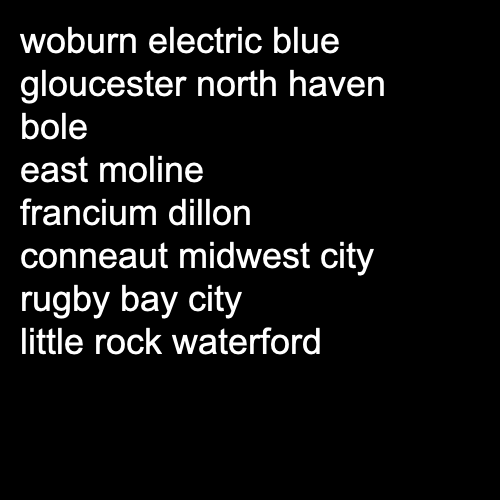 woburn electric blue
gloucester north haven
bole
east moline
francium dillon
conneaut midwest city
rugby bay city
little rock waterford